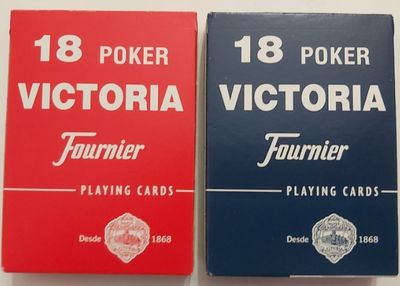 18 POKER
VICTORIA
Fournier
PLAYING CARDS
Desde 1868
18 POKER
VICTORIA
Fournier
PLAYING CARDS
Desde 1868